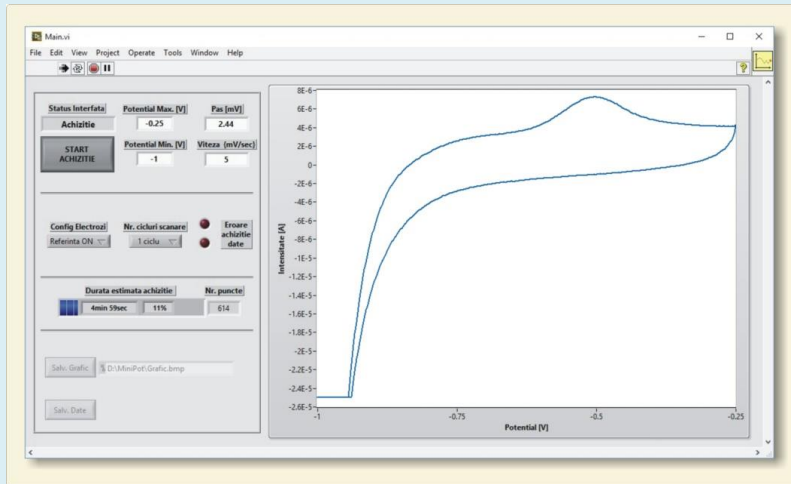 Main.vi
File Edit View Project Operate Tools Window Help
Status Interfata Potential Max. [V] Pas [mV]
Achizitie -0.25 2.44
START
ACHIZITIE
Potential Min. [V] Viteza (mV/sec)
-1 5
Config Electrozi Nr. cicluri scanare
Referinta ON 1 ciclu
Eroare
achizitie
date
Durata estimata achizitie Nr. puncte
4min 59sec 11% 614
Salv. Grafic D:\MiniPot\Grafic.bmp
Salv. Date
Intensitate [A]
8E-6
6E-6
4E-6
2E-6
0
-2E-6
-4E-6
-6E-6
-8E-6
-1E-5
-1.2E-5
-1.4E-5
-1.6E-5
-1.8E-5
-2E-5
-2.2E-5
-2.4E-5
-2.6E-5
-1 -0.75 -0.5 -0.25
Potential [V]